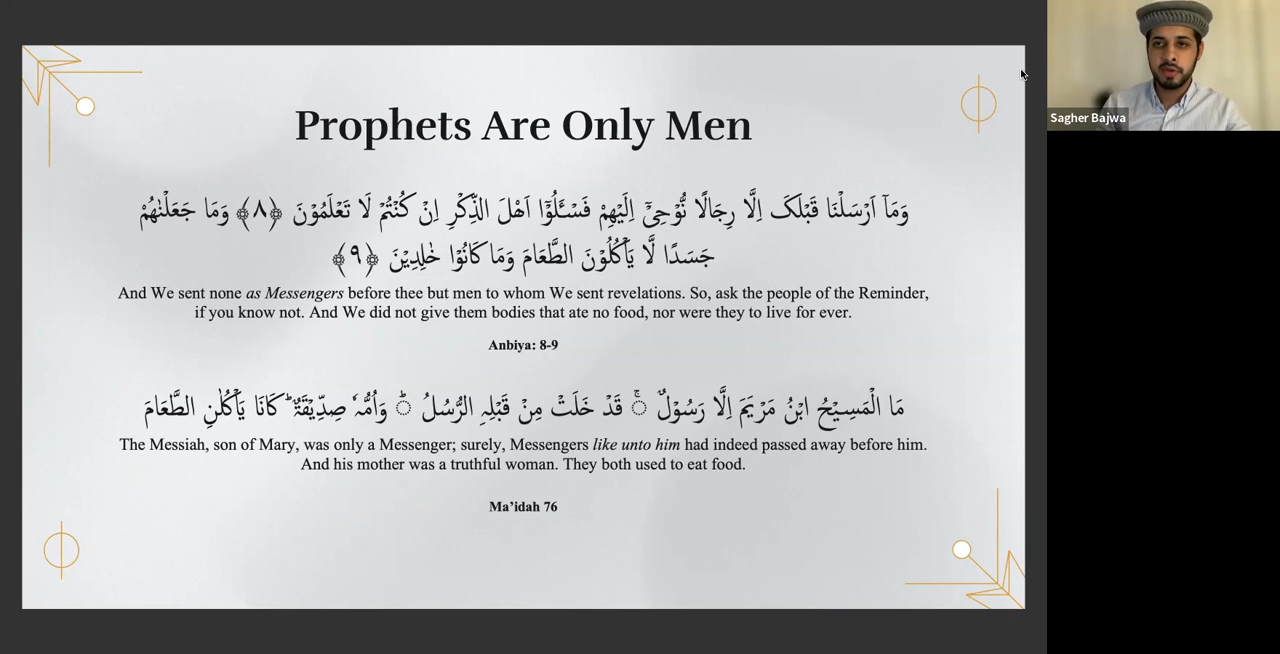 Prophets Are Only Men
وَمَاۤ اَرۡسَلۡنَا قَبۡلَکَ اِلَّا رِجَالًا نُّوۡحِیۡۤ اِلَیۡہِمۡ فَسۡـَٔلُوۡۤا اَہۡلَ الذِّکۡرِ اِنۡ کُنۡتُمۡ لَا تَعۡلَمُوۡنَ ﴿۸﴾ وَمَا جَعَلۡنٰہُمۡ
جَسَدًا لَّا یَاۡکُلُوۡنَ الطَّعَامَ وَمَا کَانُوۡا خٰلِدِیۡنَ ﴿۹﴾
And We sent none as Messengers before thee but men to whom We sent revelations. So, ask the people of the Reminder,
if you know not. And We did not give them bodies that ate no food, nor were they to live for ever.
Anbiya: 8-9
مَا الۡمَسِیۡحُ ابۡنُ مَرۡیَمَ اِلَّا رَسُوۡلٌ ۚ قَدۡ خَلَتۡ مِنۡ قَبۡلِہِ الرُّسُلُ ؕ وَاُمُّہٗ صِدِّیۡقَۃٌ ؕ کَانَا یَاۡکُلٰنِ الطَّعَامَ
The Messiah, son of Mary, was only a Messenger; surely, Messengers like unto him had indeed passed away before him.
And his mother was a truthful woman. They both used to eat food.
Ma’idah 76
Sagher Bajwa